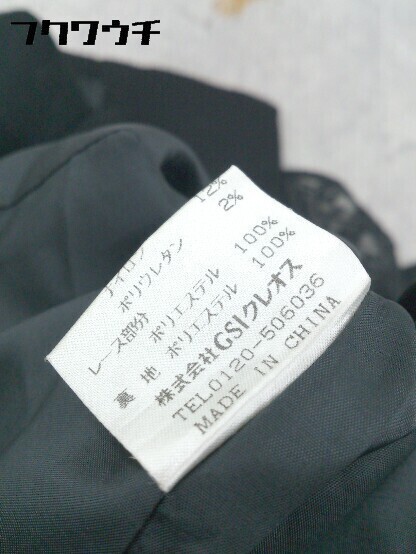 フクワウチ
ナイロン 12%
ポリウレタン 2%
レース部分 ポリエステル 100%
裏 地 ポリエステル 100%
株式会社GSIクレオス
TEL0120-506036
MADE IN CHINA